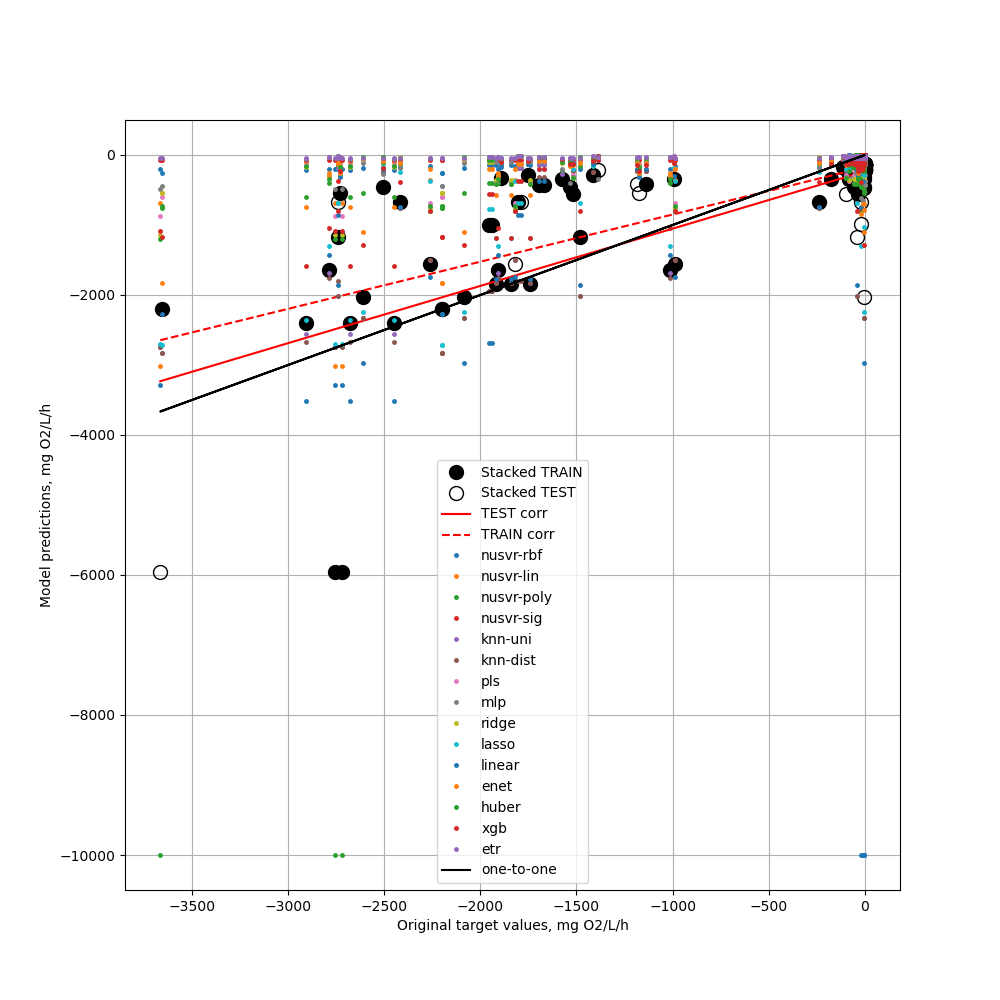 0
−2000
−4000
−6000
−8000
−10000
Model predictions, mg O2/L/h
Stacked TRAIN
Stacked TEST
TEST corr
TRAIN corr
nusvr-rbf
nusvr-lin
nusvr-poly
nusvr-sig
knn-uni
knn-dist
pls
mlp
ridge
lasso
linear
enet
huber
xgb
etr
one-to-one
−3500 −3000 −2500 −2000 −1500 −1000 −500 0
Original target values, mg O2/L/h